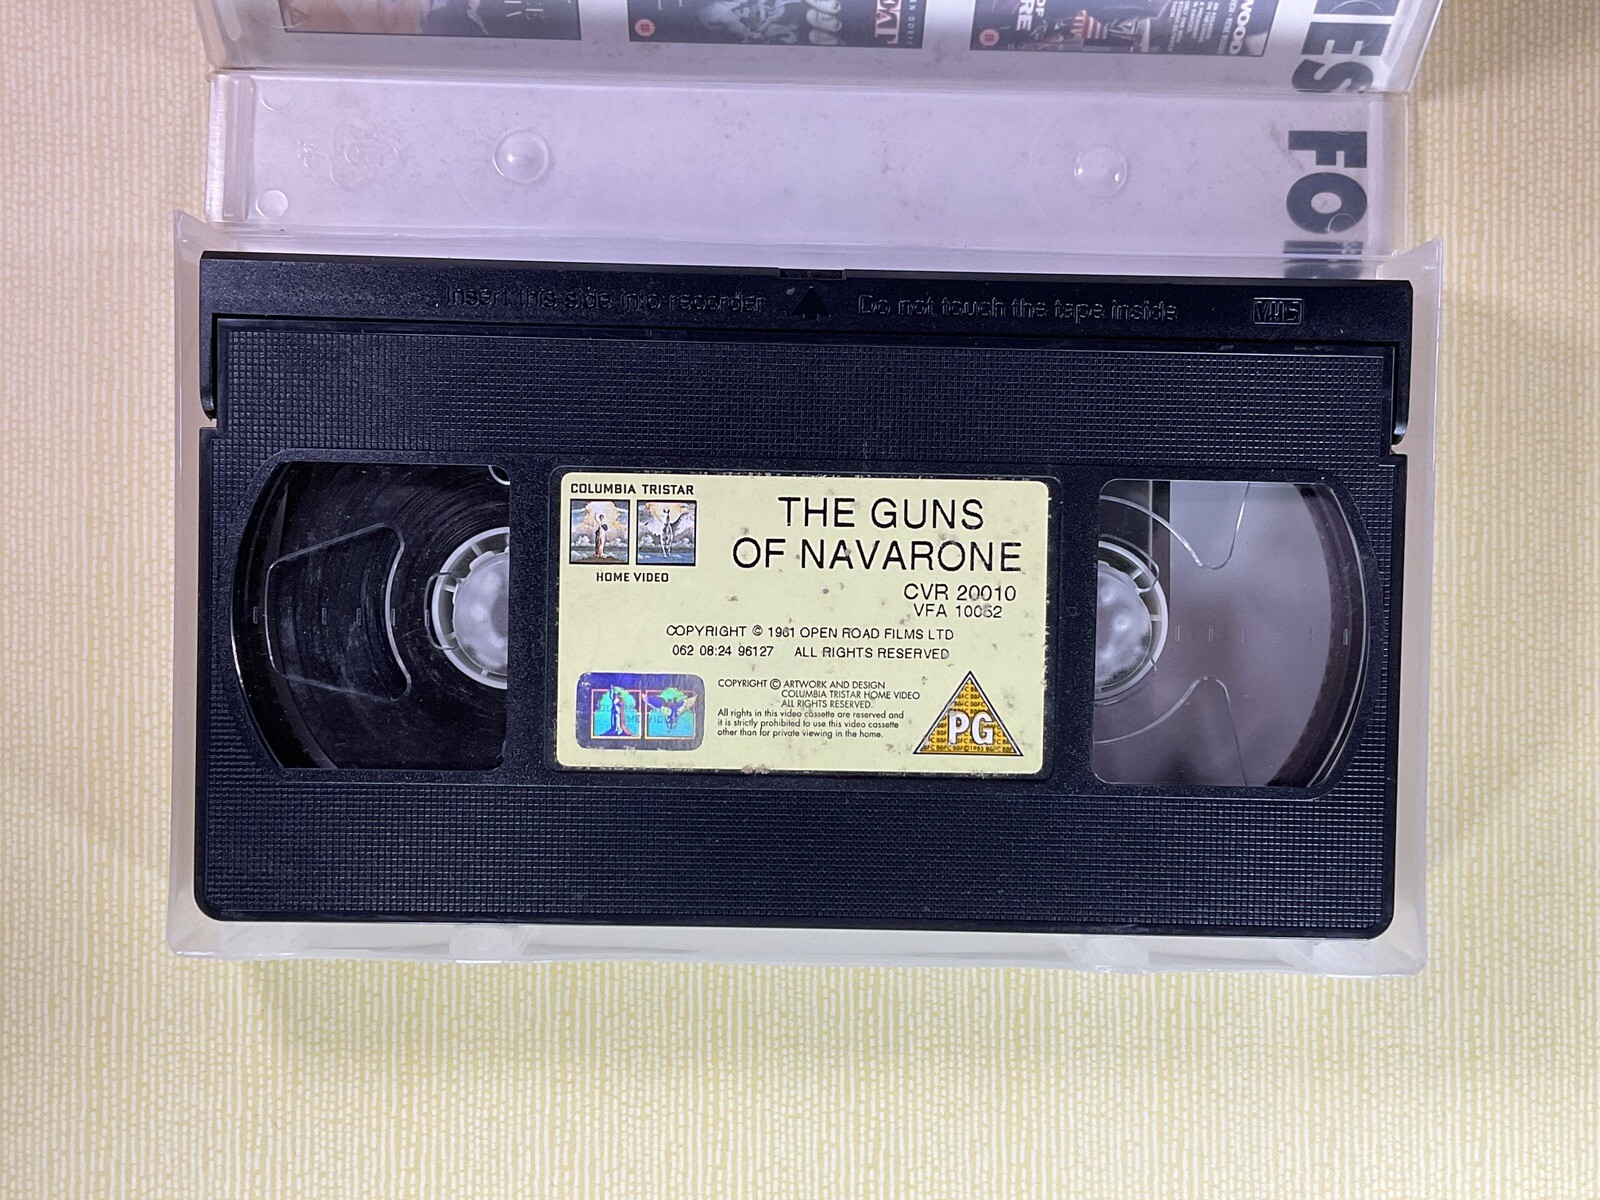 ES FO
Insert this side into recorder
Do not touch the tape inside
VHS
COLUMBIA TRISTAR
HOME VIDEO
THE GUNS
OF NAVARONE
CVR 20010
VFA
COPYRIGHT © 1961 OPEN ROAD FILMS LTD
062 08:24 96127 ALL RIGHTS RESERVED
COPYRIGHT © ARTWORK AND DESIGN
COLUMBIA TRISTAR HOME VIDEO
ALL RIGHTS RESERVED.
All rights in this video cassette are reserved and
it is strictly prohibited to use this video cassette
other than for private viewing in the home.
PG